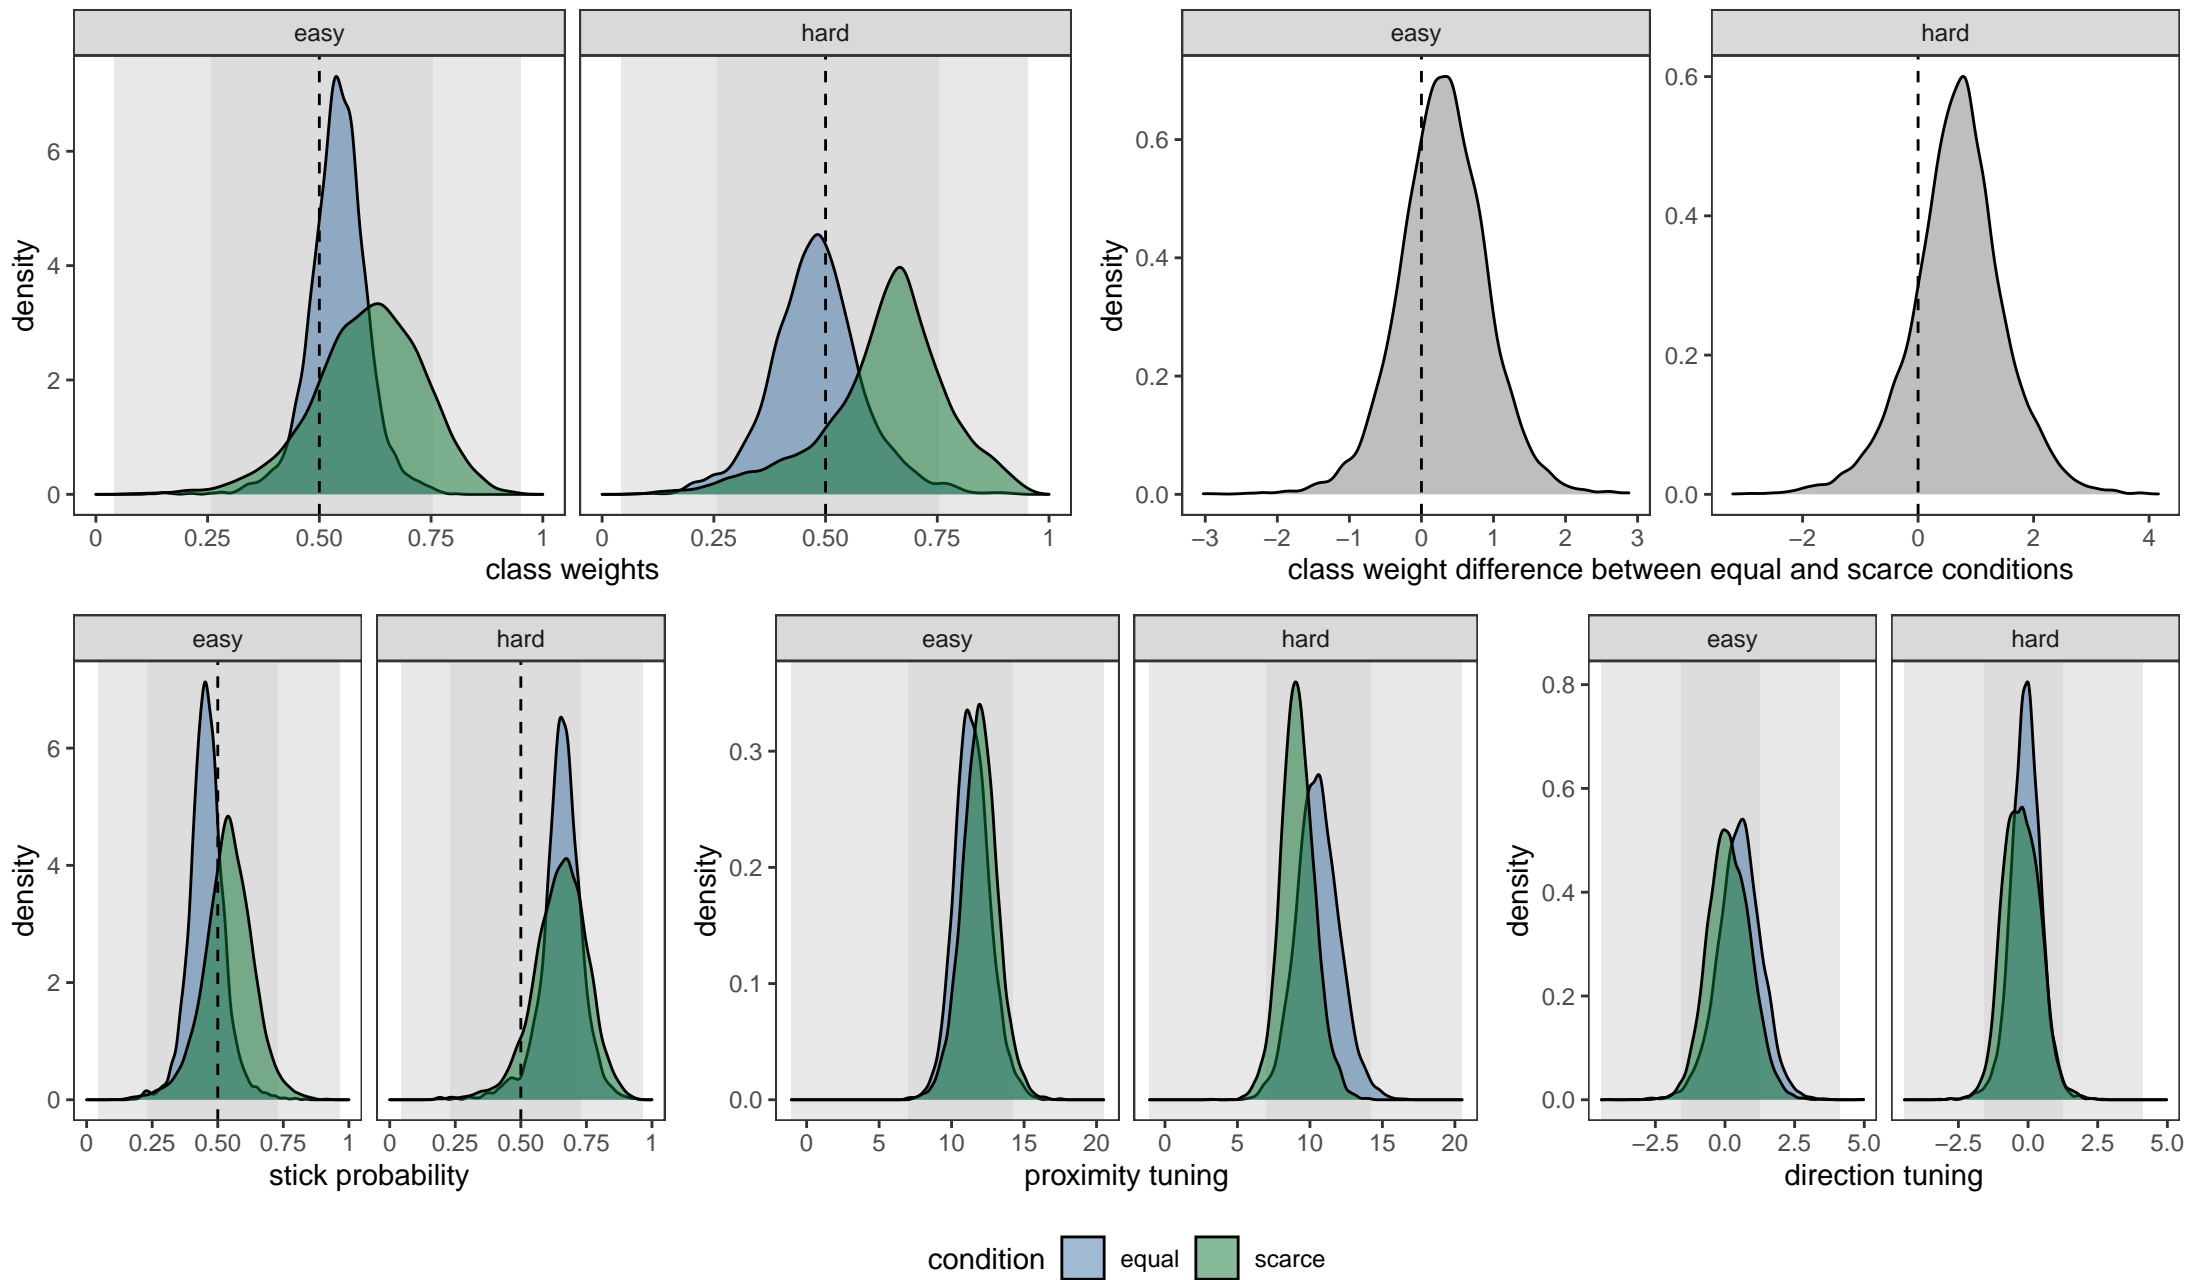 easy hard easy hard
density
6
4
2
0
0 0.25 0.50 0.75 1 0 0.25 0.50 0.75 1
class weights
density
0.6
0.4
0.2
0.0
−3 −2 −1 0 1 2 3
0.6
0.4
0.2
0.0
−2 0 2 4
class weight difference between equal and scarce conditions
easy hard easy hard easy hard
density
6
4
2
0
0 0.25 0.50 0.75 1 0 0.25 0.50 0.75 1
stick probability
density
0.3
0.2
0.1
0.0
0 5 10 15 20 0 5 10 15 20
proximity tuning
density
0.8
0.6
0.4
0.2
0.0
−2.5 0.0 2.5 5.0 −2.5 0.0 2.5 5.0
direction tuning
condition equal scarce